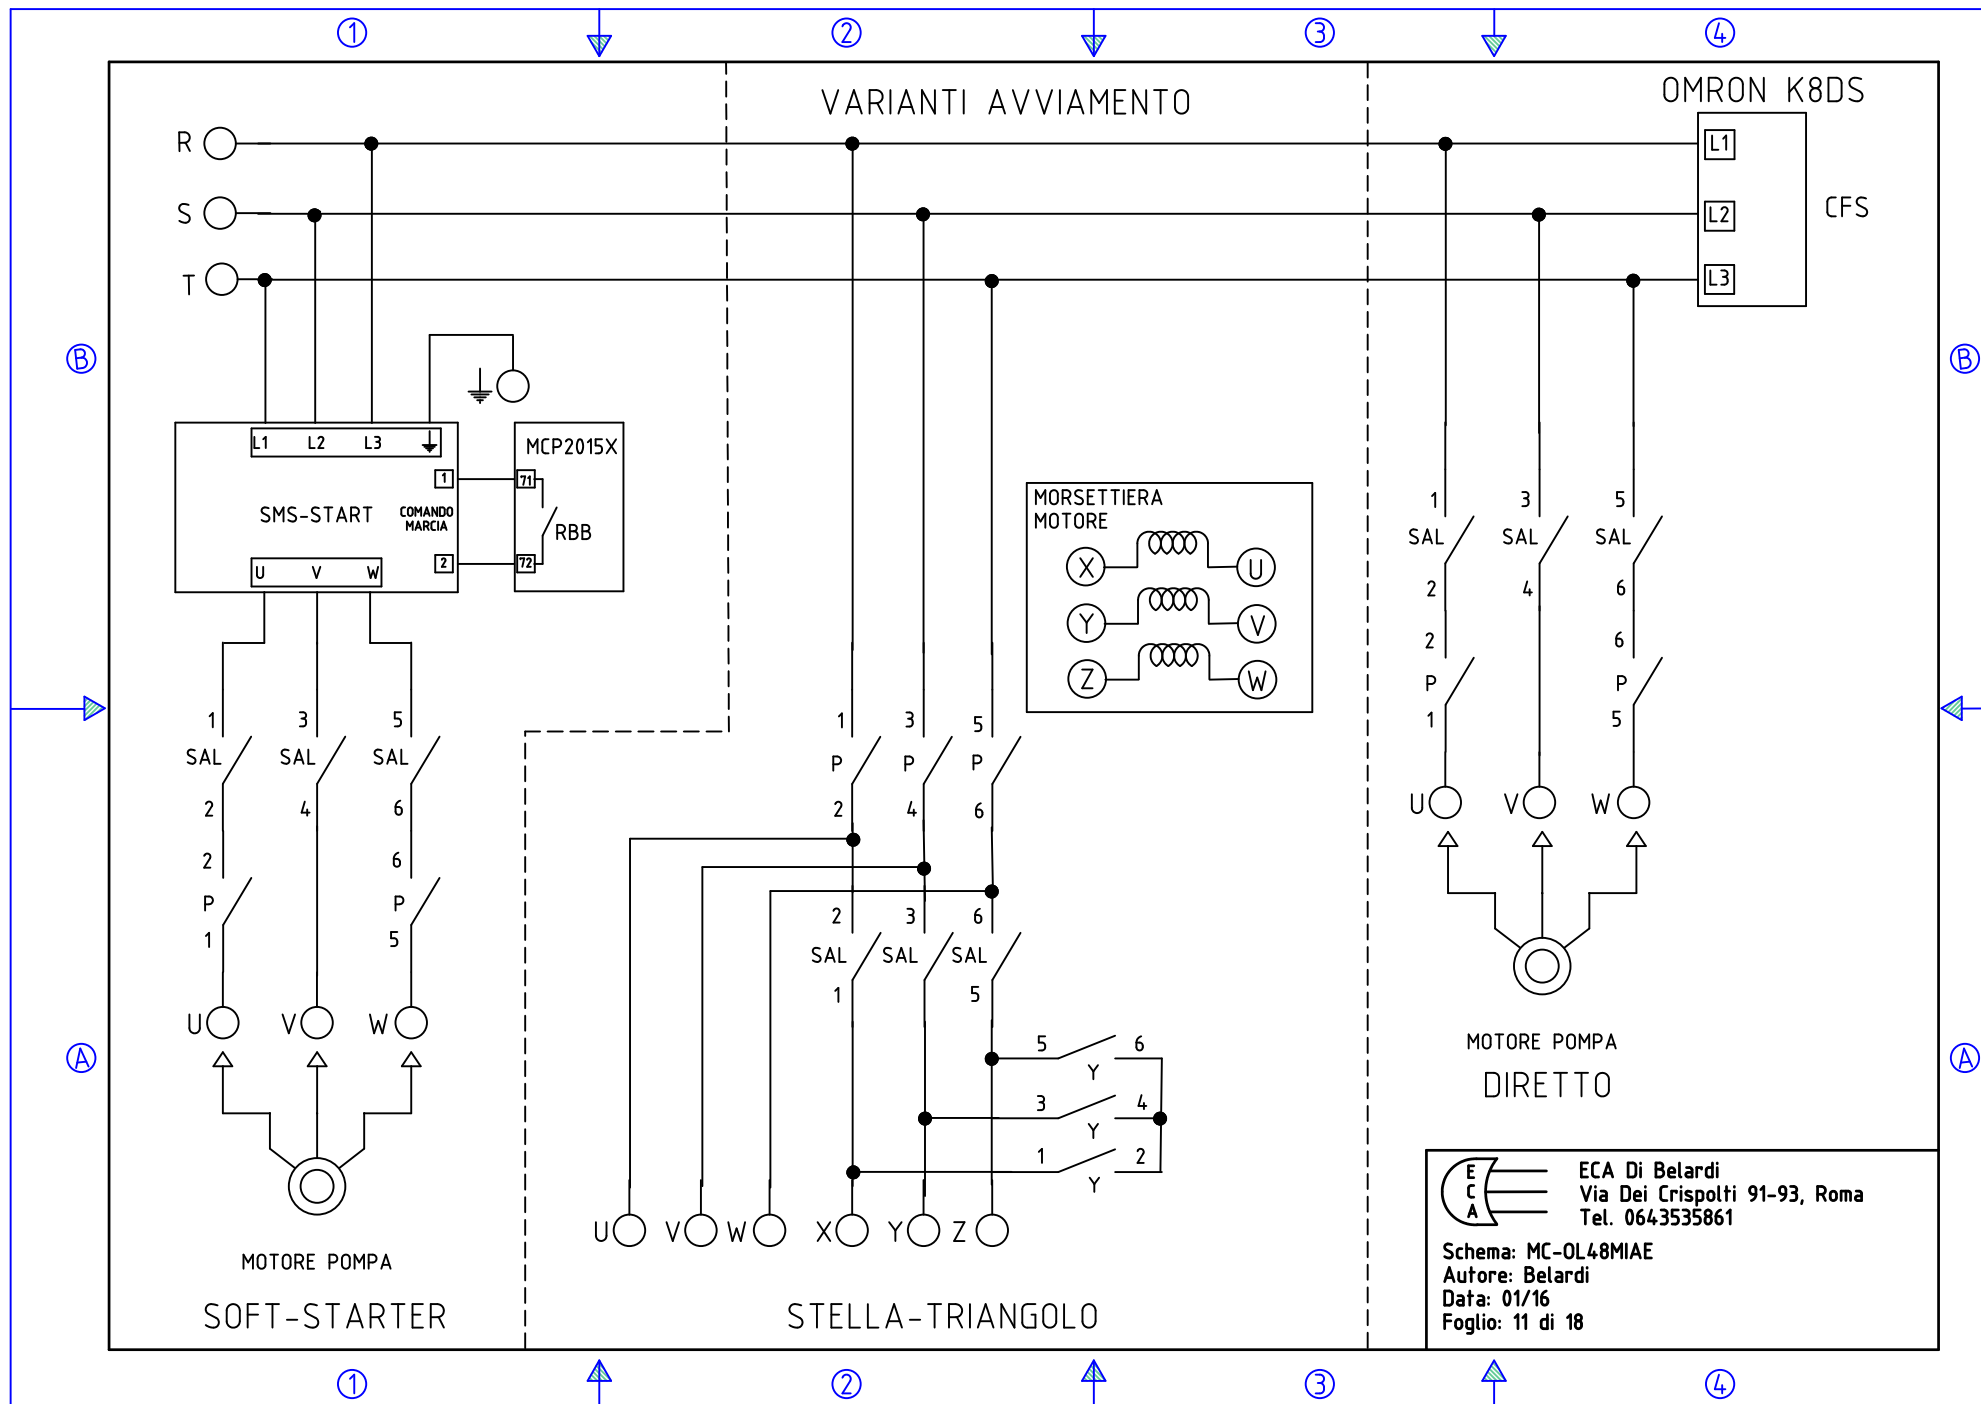 1
2
3
4
VARIANTI AVVIAMENTO
OMRON K8DS
R
L1
S
L2
CFS
T
L3
B
B
L1 L2 L3
MCP2015X
1
71
SMS-START
COMANDO
MARCIA
RBB
2
72
U V W
MORSETTIERA
MOTORE
X U
Y V
Z W
1 3 5
SAL SAL SAL
2 4 6
2 6
P P
1 5
U V W
MOTORE POMPA
DIRETTO
1 3 5
SAL SAL SAL
2 4 6
2 6
P P
1 5
U V W
MOTORE POMPA
SOFT-STARTER
1 3 5
P P P
2 4 6
2 3 6
SAL SAL SAL
1 5
5 6
Y
3 4
Y
1 2
Y
U V W X Y Z
STELLA-TRIANGOLO
A
A
E
C
A
ECA Di Belardi
Via Dei Crispolti 91-93, Roma
Tel. 0643535861
Schema: MC-OL48MIAE
Autore: Belardi
Data: 01/16
Foglio: 11 di 18
1
2
3
4